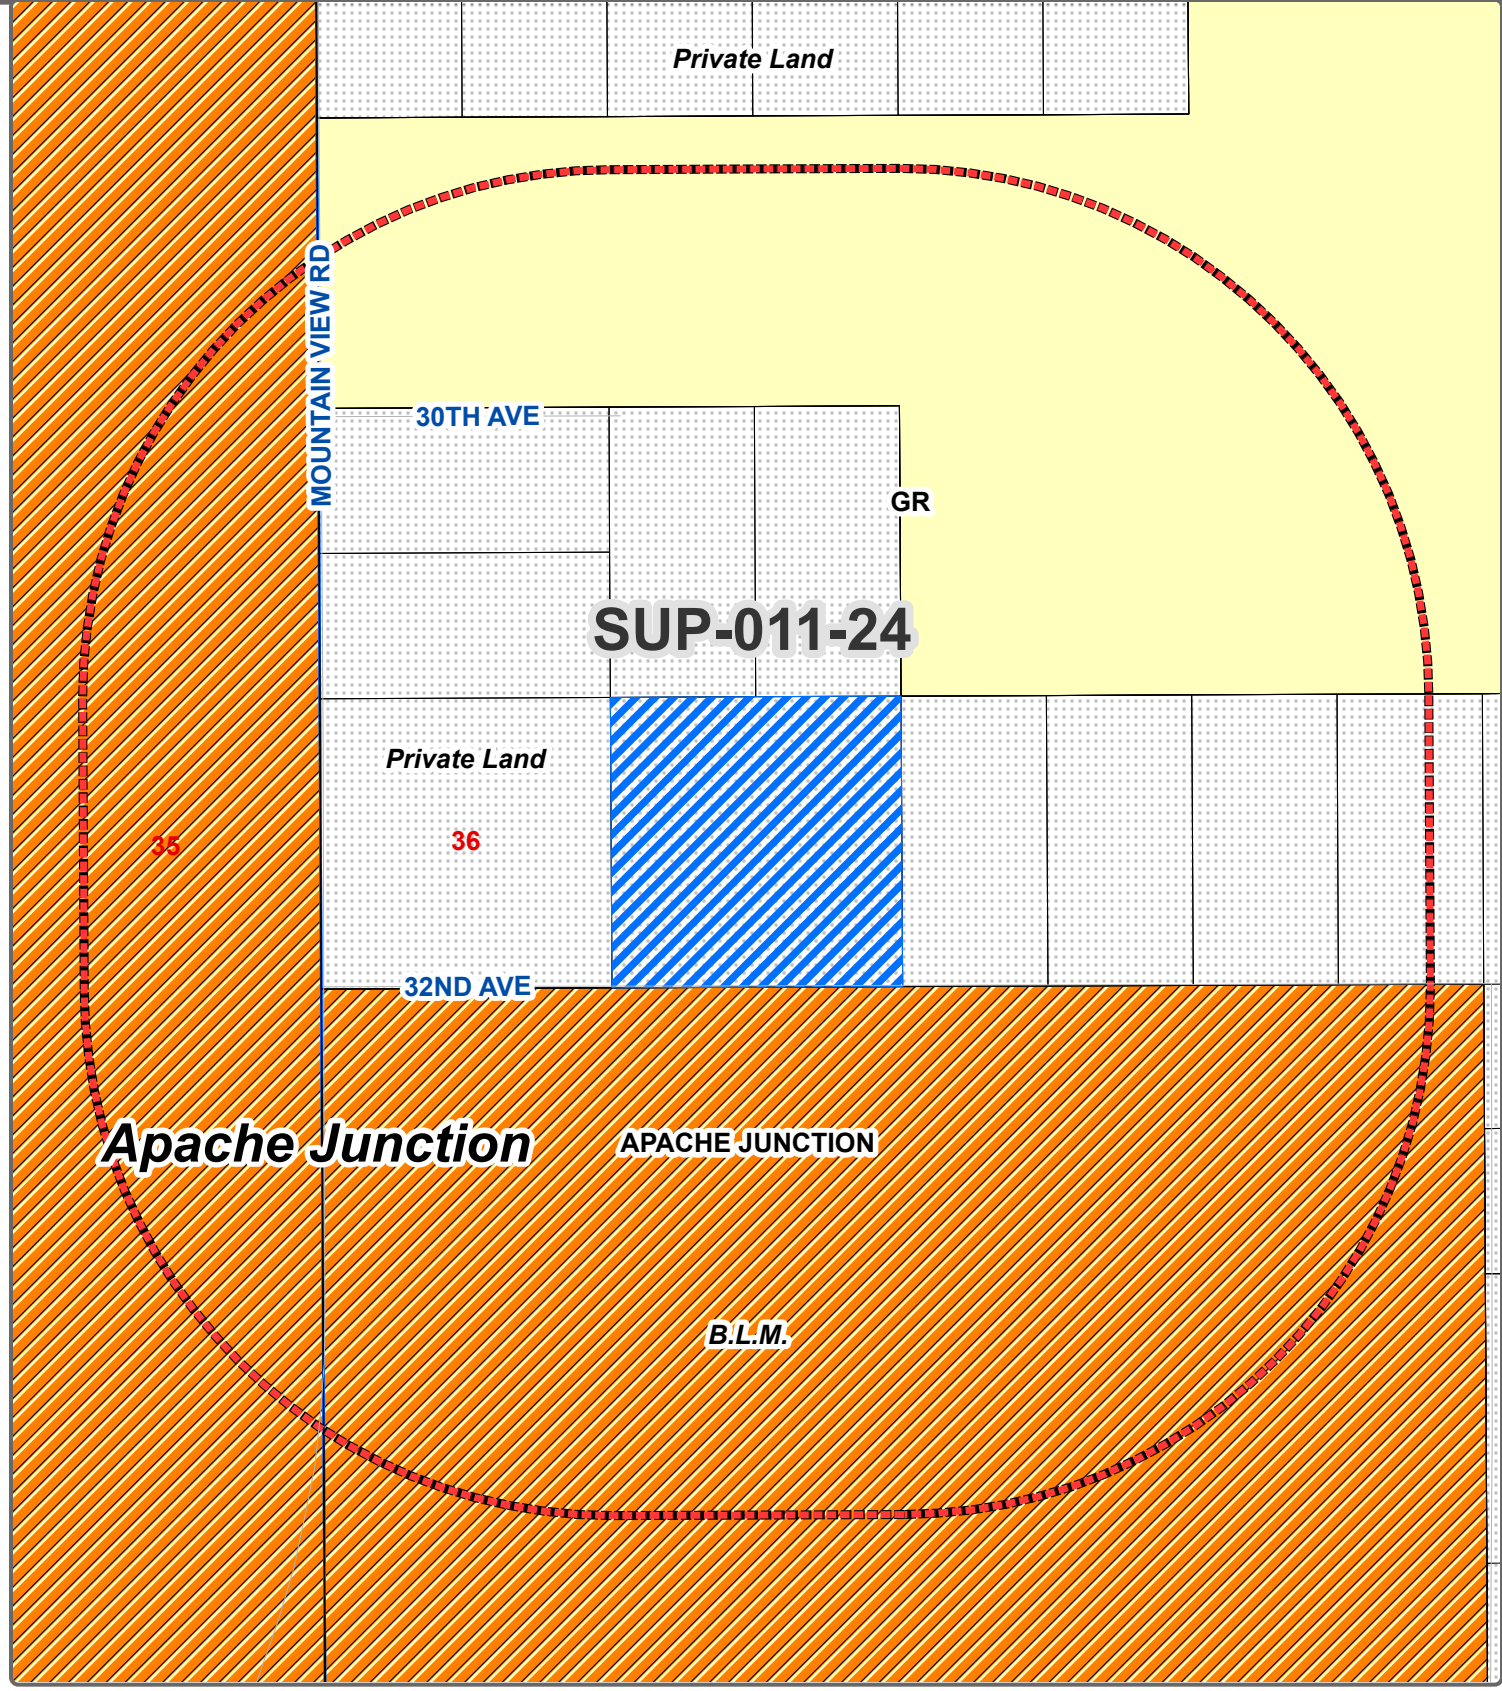 Private Land
MOUNTAIN VIEW RD
30TH AVE
GR
SUP-011-24
Private Land
35
36
32ND AVE
Apache Junction
APACHE JUNCTION
B.L.M.